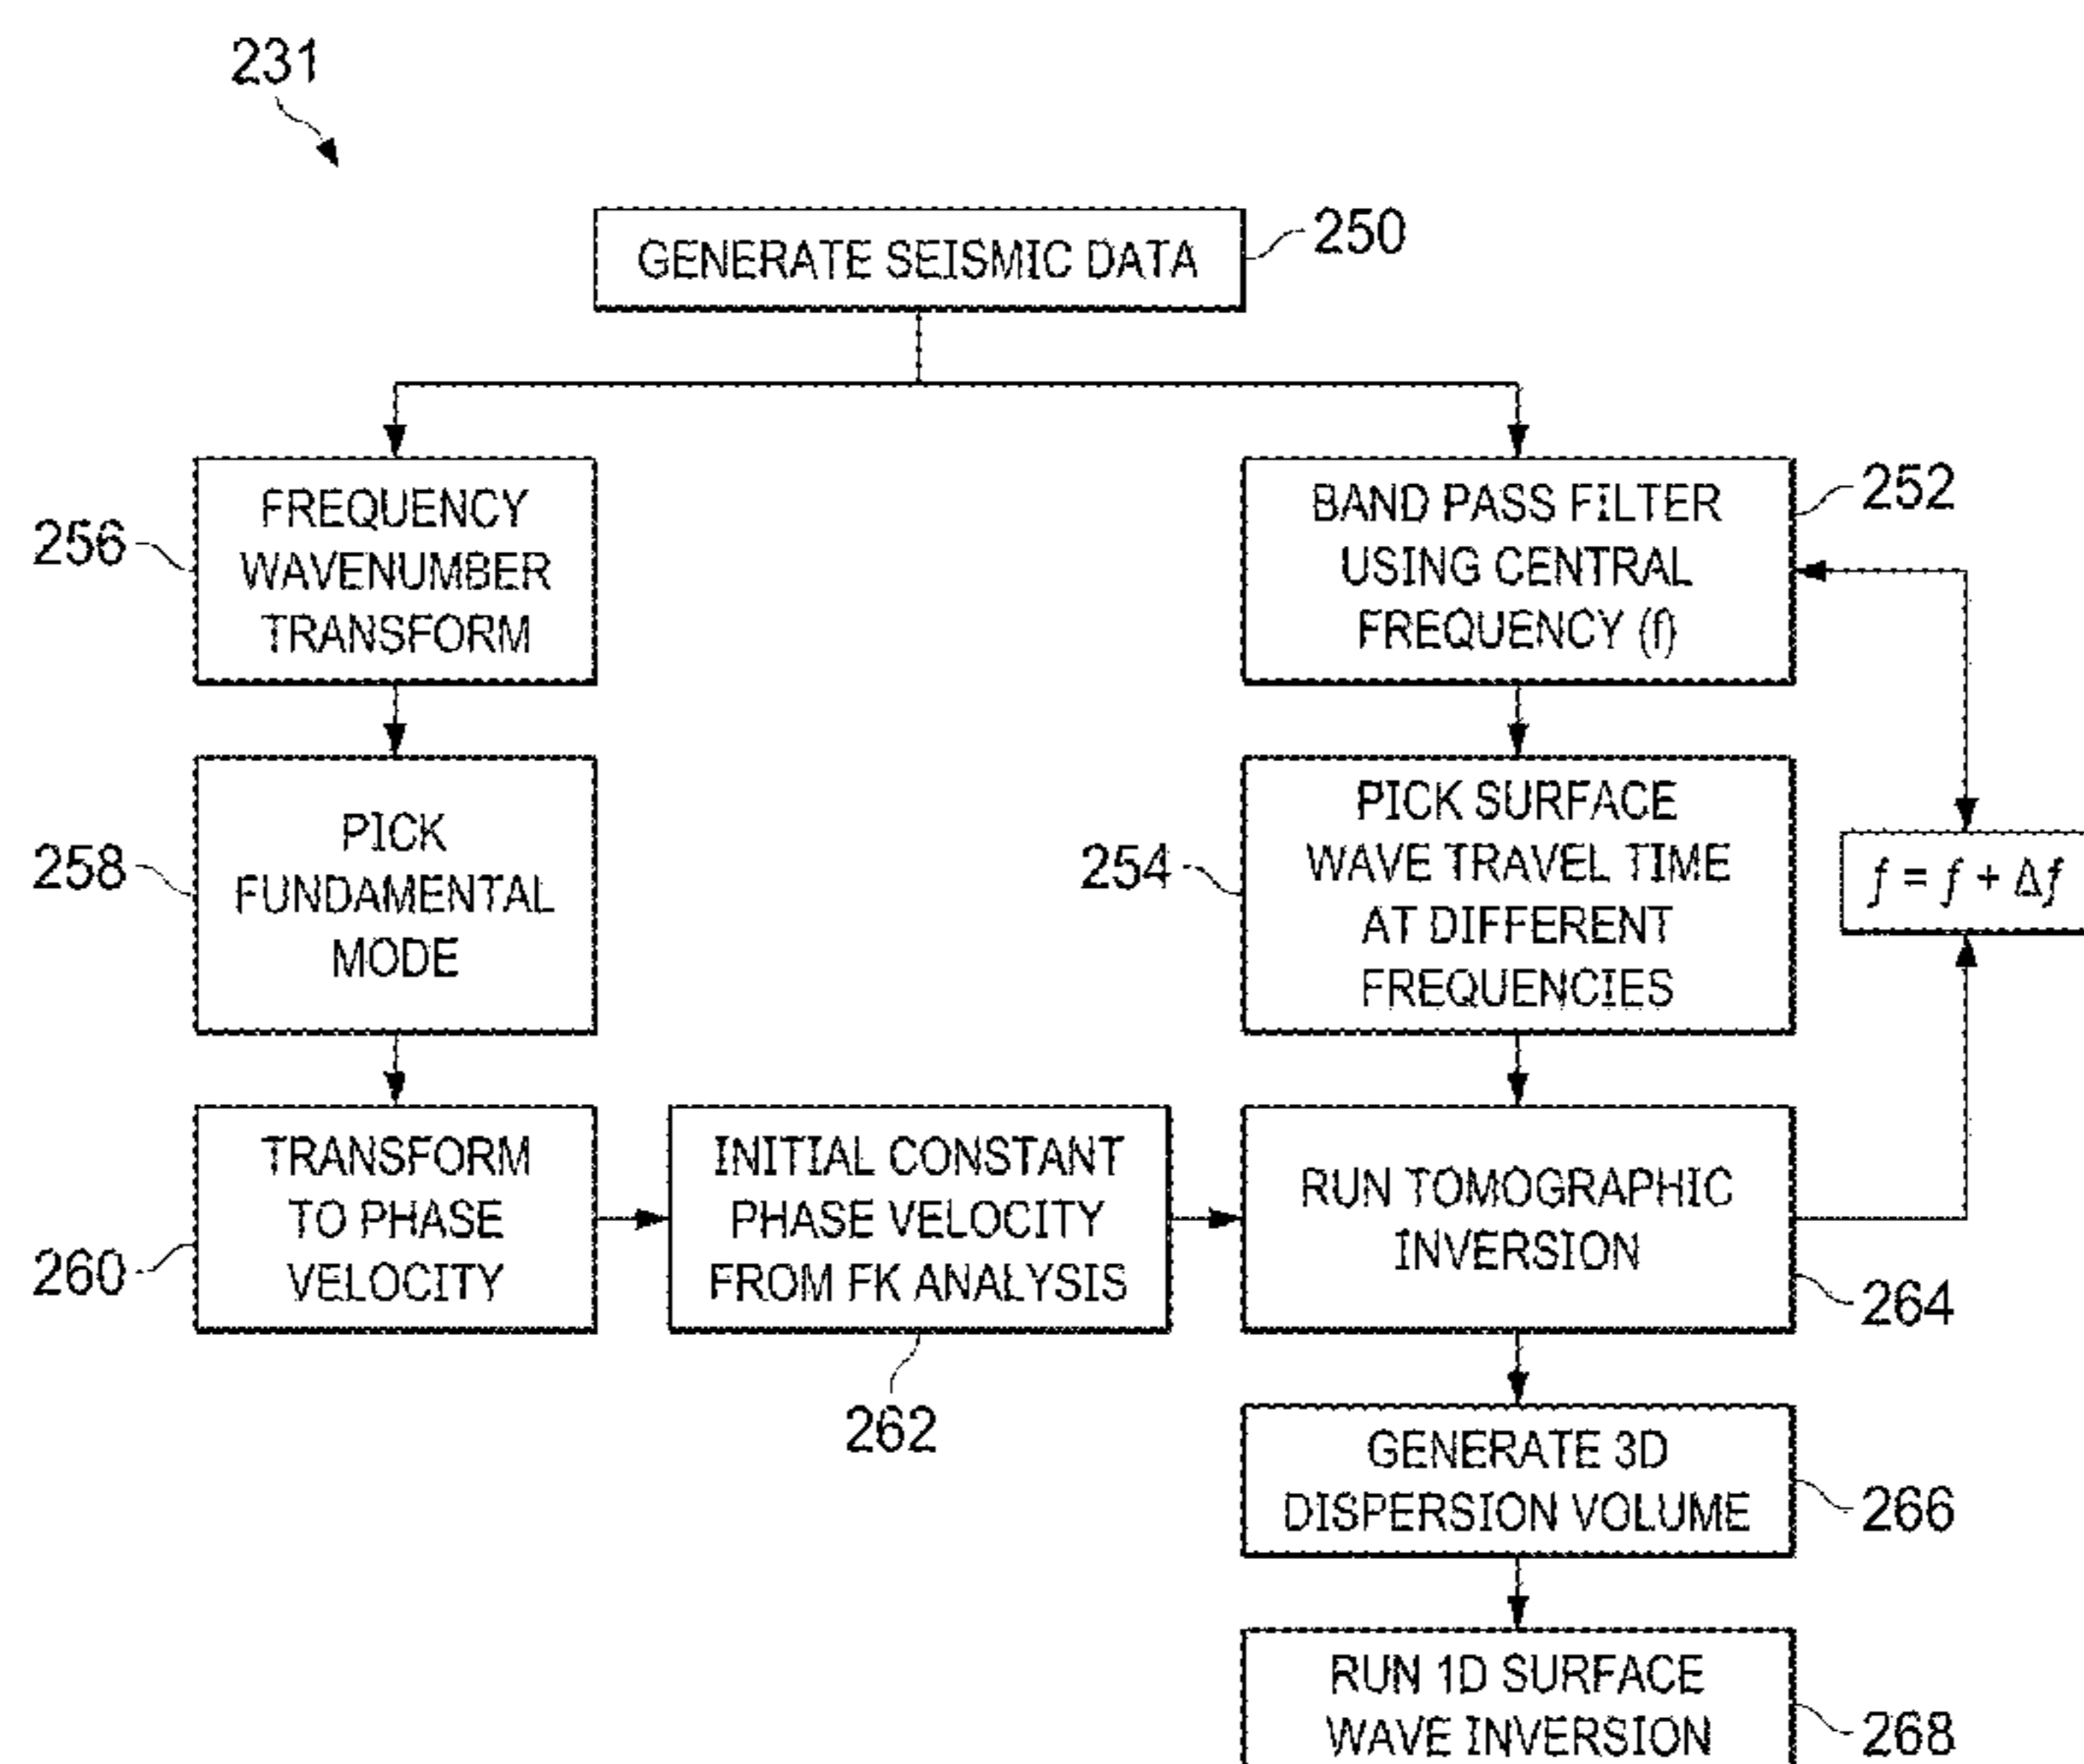 231
GENERATE SEISMIC DATA
250
FREQUENCY
WAVENUMBER
TRANSFORM
256
BAND PASS FILTER
USING CENTRAL
FREQUENCY (f)
252
PICK
FUNDAMENTAL
MODE
258
PICK SURFACE
WAVE TRAVEL TIME
AT DIFFERENT
FREQUENCIES
254
f = f + Δf
TRANSFORM
TO PHASE
VELOCITY
260
INITIAL CONSTANT
PHASE VELOCITY
FROM FK ANALYSIS
262
RUN TOMOGRAPHIC
INVERSION
264
GENERATE 3D
DISPERSION VOLUME
266
RUN 1D SURFACE
WAVE INVERSION
268